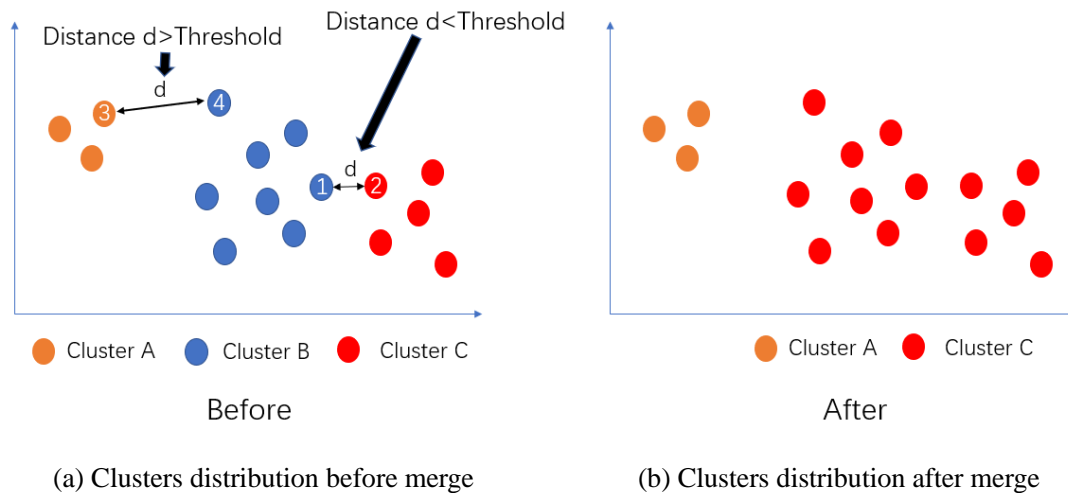 Distance d>Threshold
Distance d<Threshold
d
3
4
d
1
2
Cluster A
Cluster B
Cluster C
Cluster A
Cluster C
Before
After
(a) Clusters distribution before merge
(b) Clusters distribution after merge